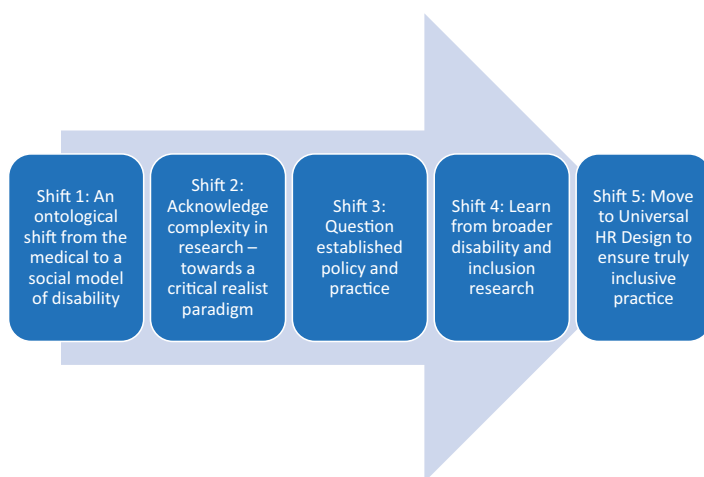 Shift 1: An
ontological
shift from the
medical to a
social model
of disability
Shift 2:
Acknowledge
complexity in
research –
towards a
critical realist
paradigm
Shift 3:
Question
established
policy and
practice
Shift 4: Learn
from broader
disability and
inclusion
research
Shift 5: Move
to Universal
HR Design to
ensure truly
inclusive
practice